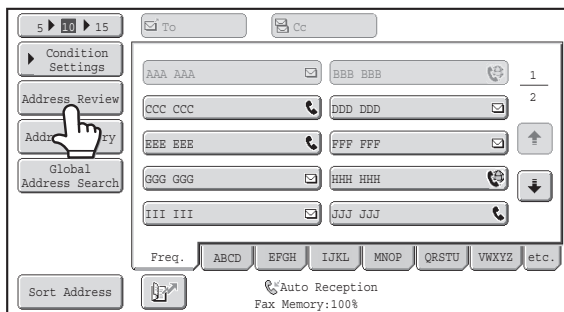 5 10 15
To
Cc
Condition
Settings
Address Review
Addr ry
Global
Address Search
Sort Address
AAA AAA
BBB BBB
CCC CCC
DDD DDD
EEE EEE
FFF FFF
GGG GGG
HHH HHH
III III
JJJ JJJ
1
2
Freq.
ABCD
EFGH
IJKL
MNOP
QRSTU
VWXYZ
etc.
Auto Reception
Fax Memory:100%